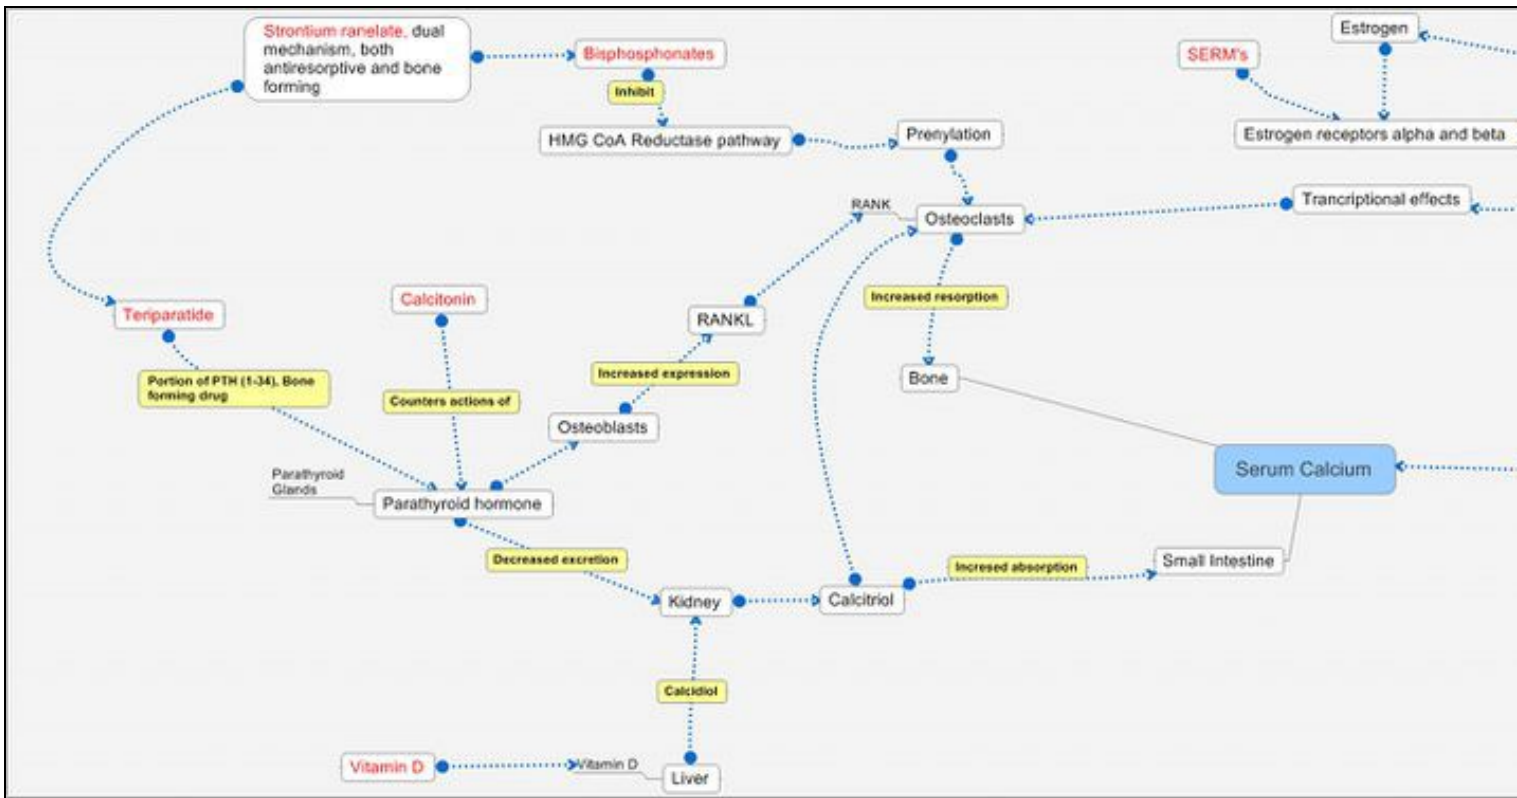 Strontium ranelate, dual
mechanism, both
antiresorptive and bone
forming
Bisphosphonates
Inhibit
HMG CoA Reductase pathway
Prenylation
SERM's
Estrogen
Estrogen receptors alpha and beta
RANK
Osteoclasts
Trancriptional effects
Increased resorption
Teriparatide
Calcitonin
RANKL
Portion of PTH (1-34), Bone
forming drug
Counters actions of
Increased expression
Bone
Osteoblasts
Serum Calcium
Parathyroid
Glands
Parathyroid hormone
Decreased excretion
Incresed absorption
Small Intestine
Kidney
Calcitriol
Calcidiol
Vitamin D
Vitamin D
Liver